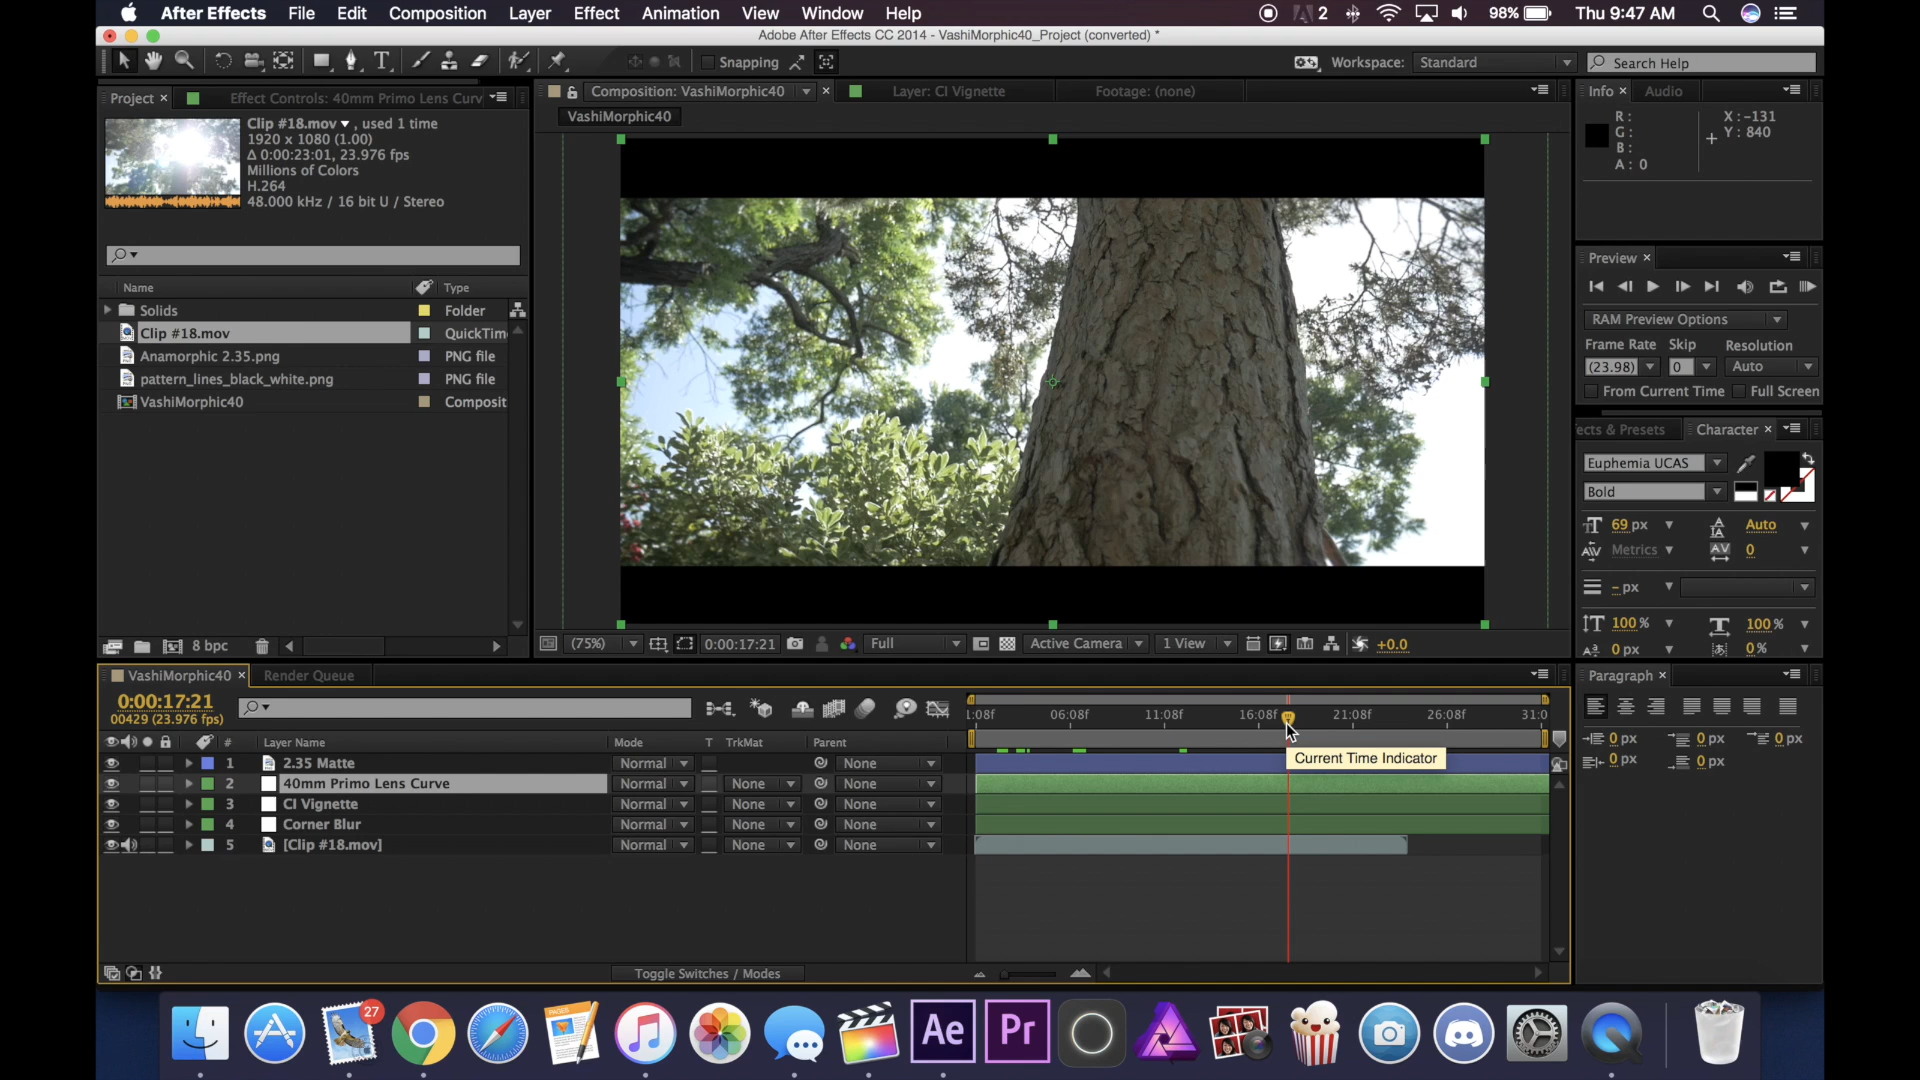 After Effects File Edit Composition Layer Effect Animation View Window Help 2 98% Thu 9:47 AM
Adobe After Effects CC 2014 - VashiMorphic40_Project (converted) *
Snapping Workspace: Standard Search Help
Project × Effect Controls: 40mm Primo Lens Curv
Composition: VashiMorphic40 × Layer: CI Vignette Footage: (none)
VashiMorphic40
Clip #18.mov , used 1 time
1920 x 1080 (1.00)
Δ 0:00:23:01, 23.976 fps
Millions of Colors
H.264
48.000 kHz / 16 bit U / Stereo
Name Type
Solids Folder
Clip #18.mov QuickTim
Anamorphic 2.35.png PNG file
pattern_lines_black_white.png PNG file
VashiMorphic40 Composit
8 bpc
(75%) 0:00:17:21 Full Active Camera 1 View +0.0
Info × Audio
R : X : -131
G : Y : 840
B :
A : 0
Preview ×
RAM Preview Options
Frame Rate Skip Resolution
(23.98) 0 Auto
From Current Time Full Screen
ects & Presets Character ×
Euphemia UCAS
Bold
69 px Auto
Metrics 0
- px
100 % 100 %
0 px 0 %
VashiMorphic40 × Render Queue
0:00:17:21
00429 (23.976 fps)
1:08f 06:08f 11:08f 16:08f 21:08f 26:08f 31:0
# Layer Name Mode T TrkMat Parent
Current Time Indicator
1 2.35 Matte Normal None
2 40mm Primo Lens Curve Normal None None
3 CI Vignette Normal None None
4 Corner Blur Normal None None
5 [Clip #18.mov] Normal None None
Toggle Switches / Modes
Paragraph ×
0 px 0 px 0 px
0 px 0 px
27
PAGES
Ae
Pr